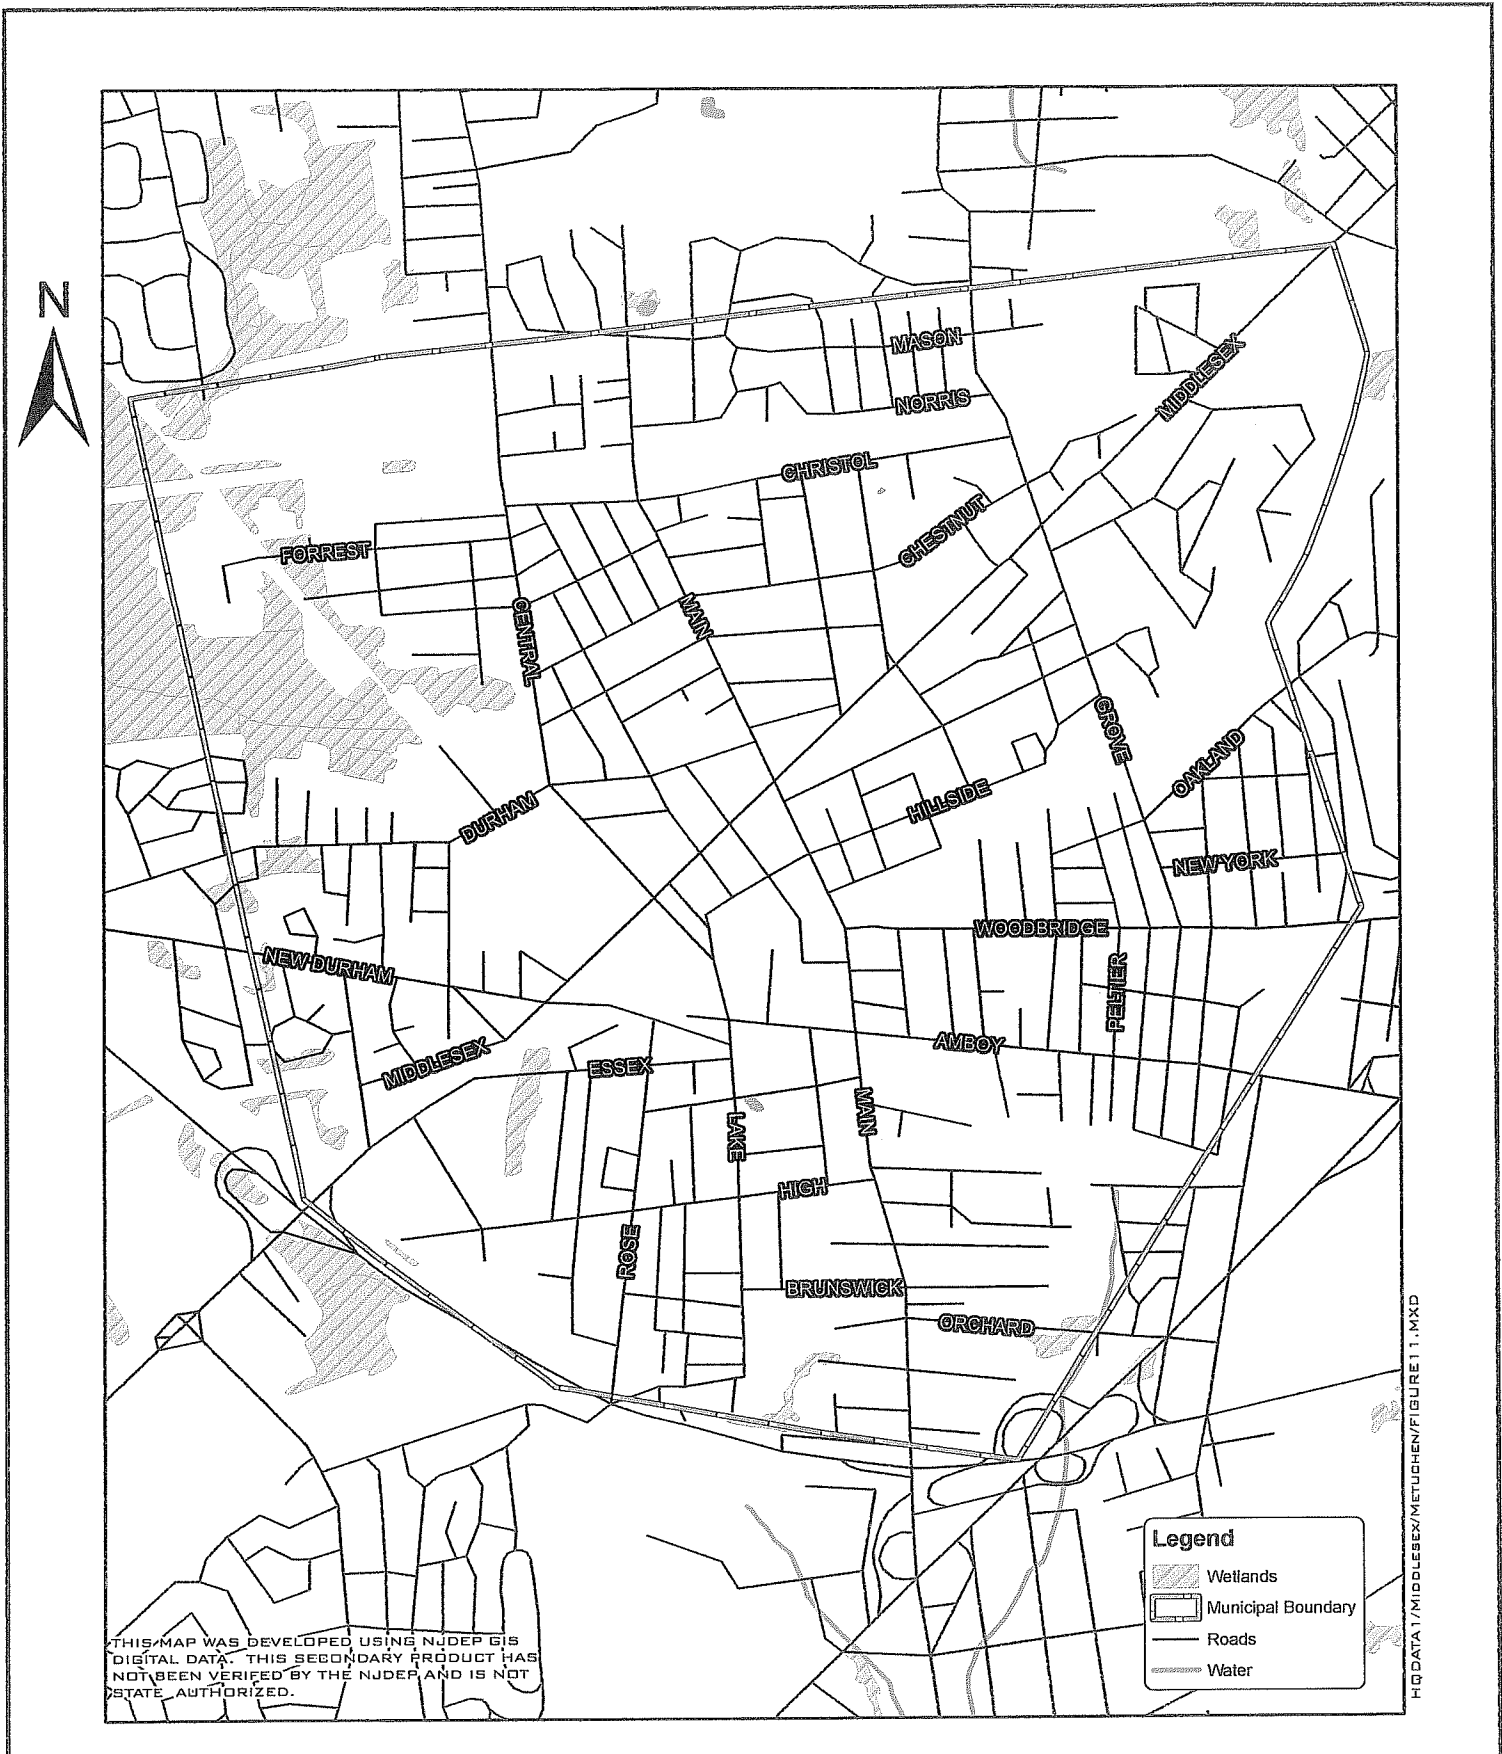 N
MASON
MIDDLESEX
NORRIS
CHRISTOL
CHESTNUT
FORREST
CENTRAL
MAIN
GROVE
OAKLAND
DURHAM
HILLSIDE
NEW YORK
WOODBRIDGE
NEW DURHAM
PELTIER
AMBOY
MIDDLESEX
ESSEX
MAIN
LAKE
HIGH
ROSE
BRUNSWICK
ORCHARD
Legend
Wetlands
Municipal Boundary
Roads
Water
THIS MAP WAS DEVELOPED USING NJDEP GIS
DIGITAL DATA. THIS SECONDARY PRODUCT HAS
NOT BEEN VERIFED BY THE NJDEP AND IS NOT
STATE AUTHORIZED.
HQDATA1/MIDDLESEX/METUCHEN/FIGURE11.MXD